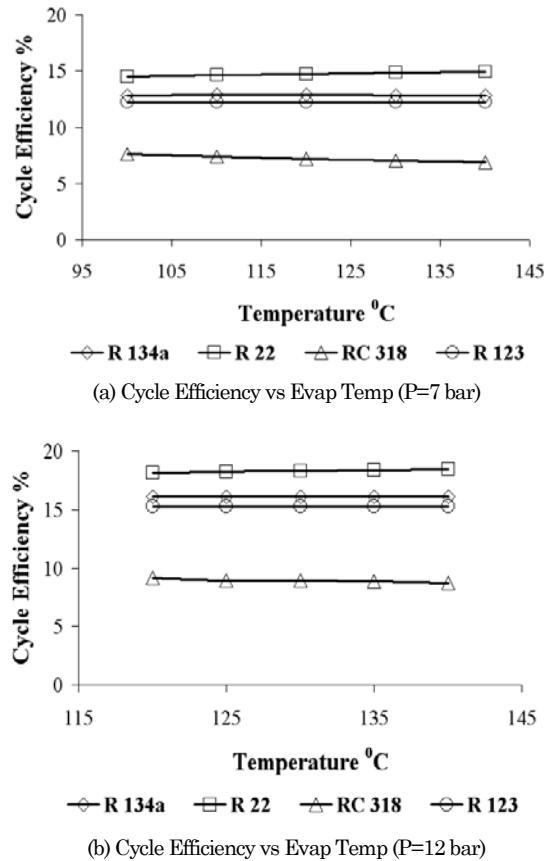 20
15
10
5
0
Cycle Efficiency %
95 105 115 125 135 145
Temperature ⁰C
R 134a R 22 RC 318 R 123
(a) Cycle Efficiency vs Evap Temp (P=7 bar)
20
15
10
5
0
Cycle Efficiency %
115 125 135 145
Temperature ⁰C
R 134a R 22 RC 318 R 123
(b) Cycle Efficiency vs Evap Temp (P=12 bar)